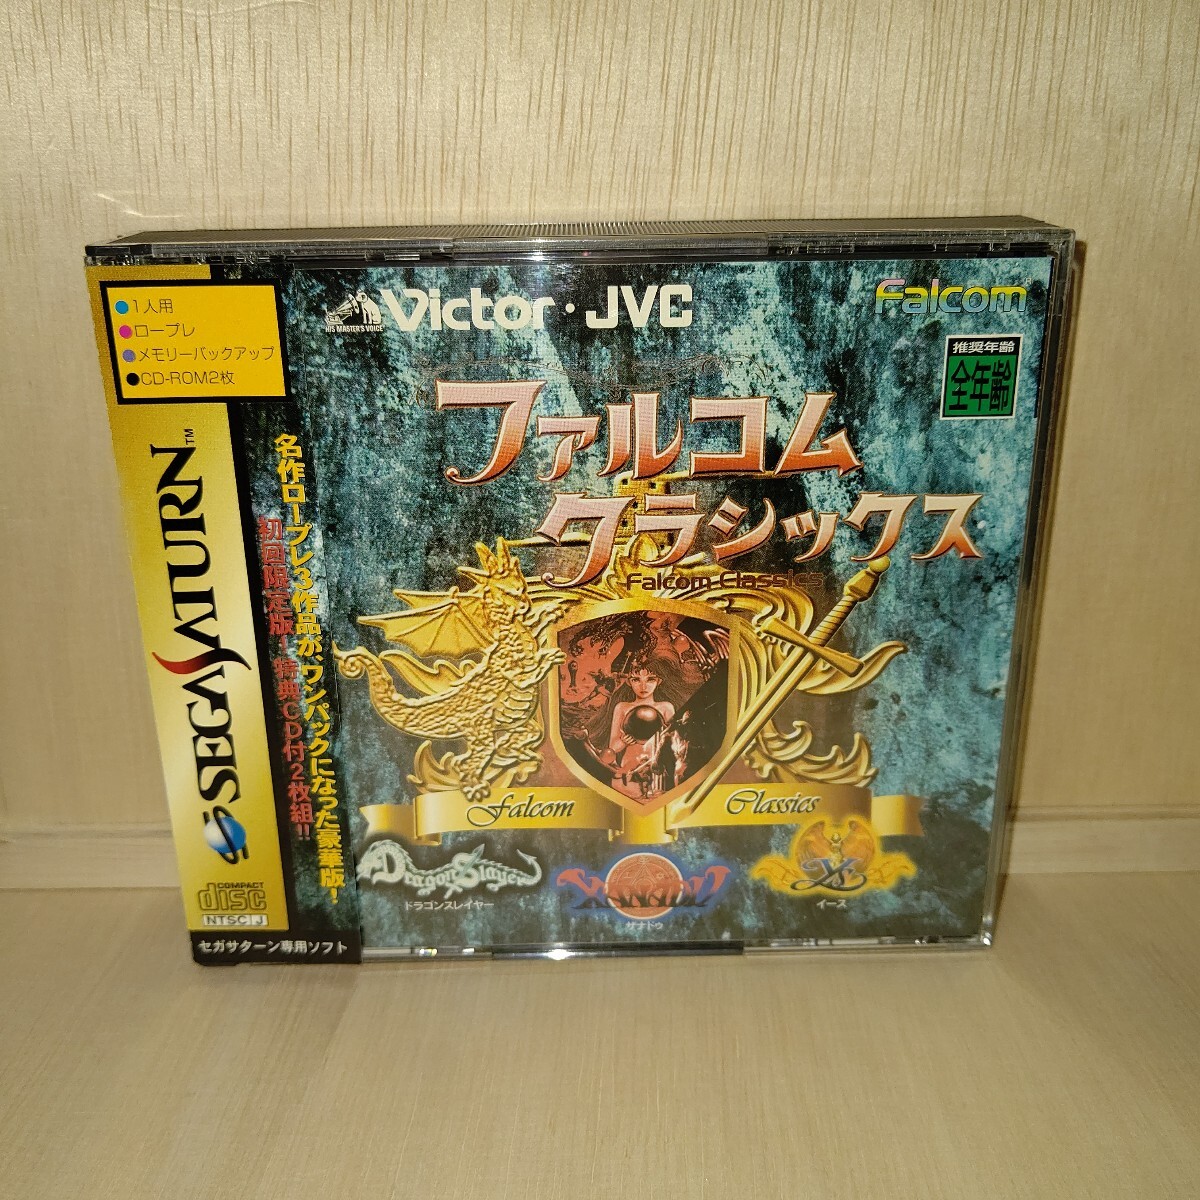 1人用
ロープレ
メモリーバックアップ
CD-ROM2枚
SEGA SATURN™
名作ロープレ3作品が、ワンパックになった豪華版!
初回限定版! 特典CD付2枚組!!
COMPACT
disc
NTSC J
セガサターン専用ソフト
HIS MASTER'S VOICE
Victor・JVC
Falcom
推奨年齢
全年齢
ファルコム
クラシックス
Falcom Classics
Falcom Classics
Dragon Slayer
ドラゴンスレイヤー
XANADU
ザナドゥ
Ys
イース